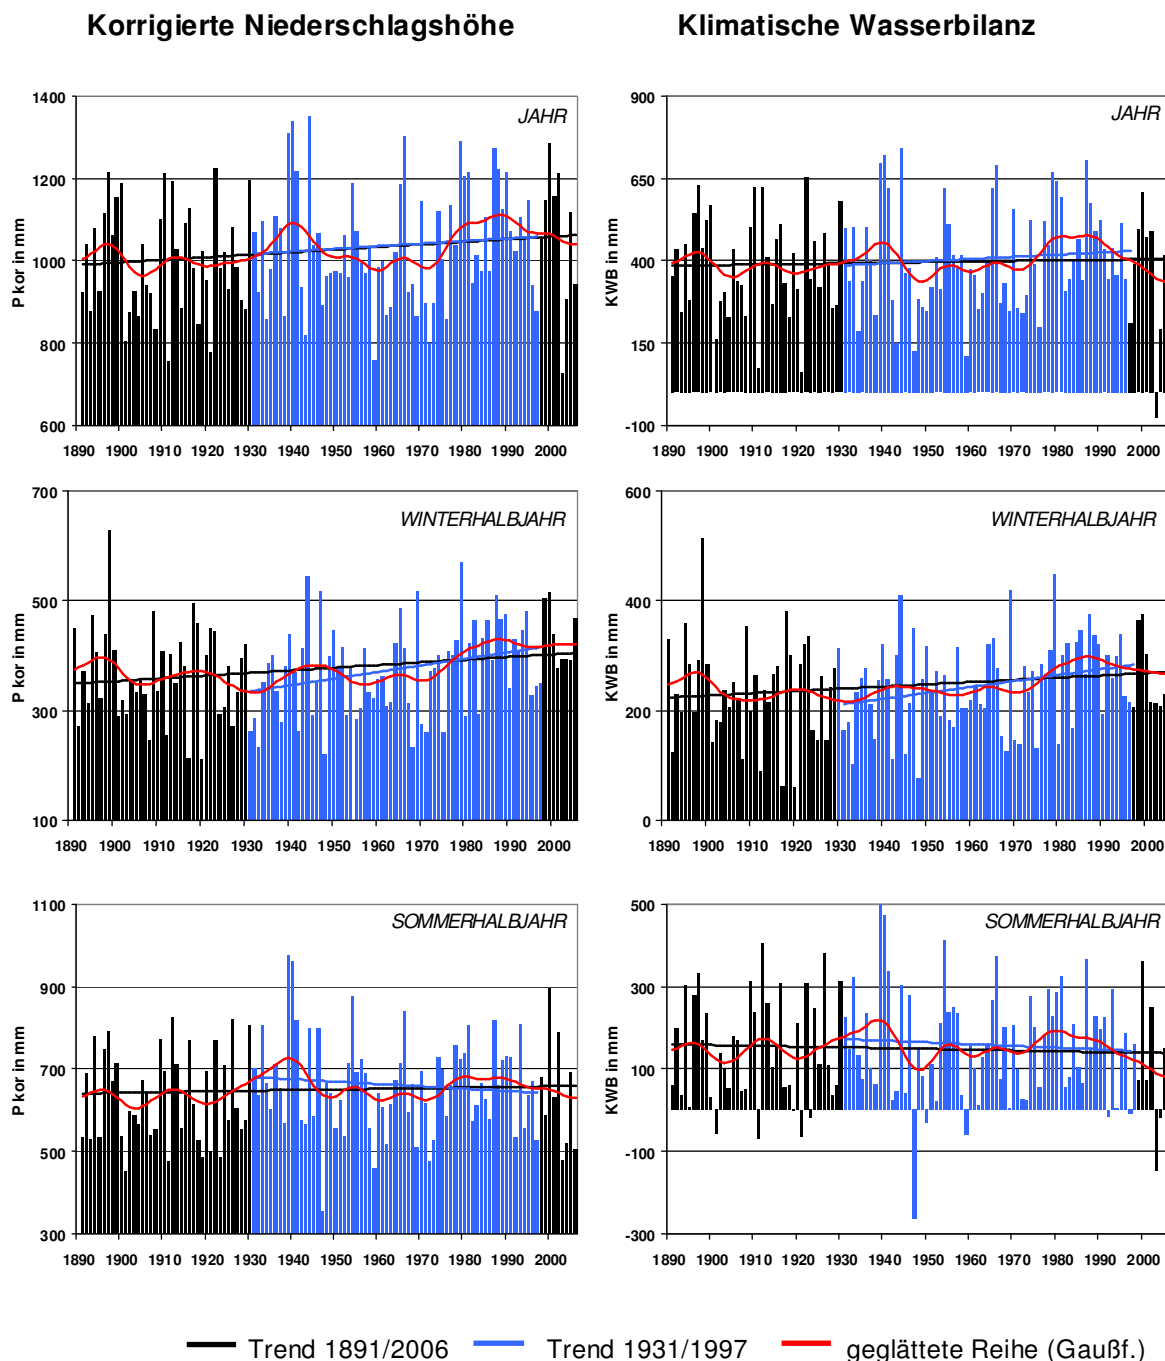 Korrigierte Niederschlagshöhe
Klimatische Wasserbilanz
1400
1200
1000
800
600
P kor in mm
JAHR
1890 1900 1910 1920 1930 1940 1950 1960 1970 1980 1990 2000
900
650
400
150
-100
KWB in mm
JAHR
1890 1900 1910 1920 1930 1940 1950 1960 1970 1980 1990 2000
700
500
300
100
P kor in mm
WINTERHALBJAHR
1890 1900 1910 1920 1930 1940 1950 1960 1970 1980 1990 2000
600
400
200
0
KWB in mm
WINTERHALBJAHR
1890 1900 1910 1920 1930 1940 1950 1960 1970 1980 1990 2000
1100
900
700
500
300
P kor in mm
SOMMERHALBJAHR
1890 1900 1910 1920 1930 1940 1950 1960 1970 1980 1990 2000
500
300
100
-100
-300
KWB in mm
SOMMERHALBJAHR
1890 1900 1910 1920 1930 1940 1950 1960 1970 1980 1990 2000
Trend 1891/2006 Trend 1931/1997 geglättete Reihe (Gaußf.)